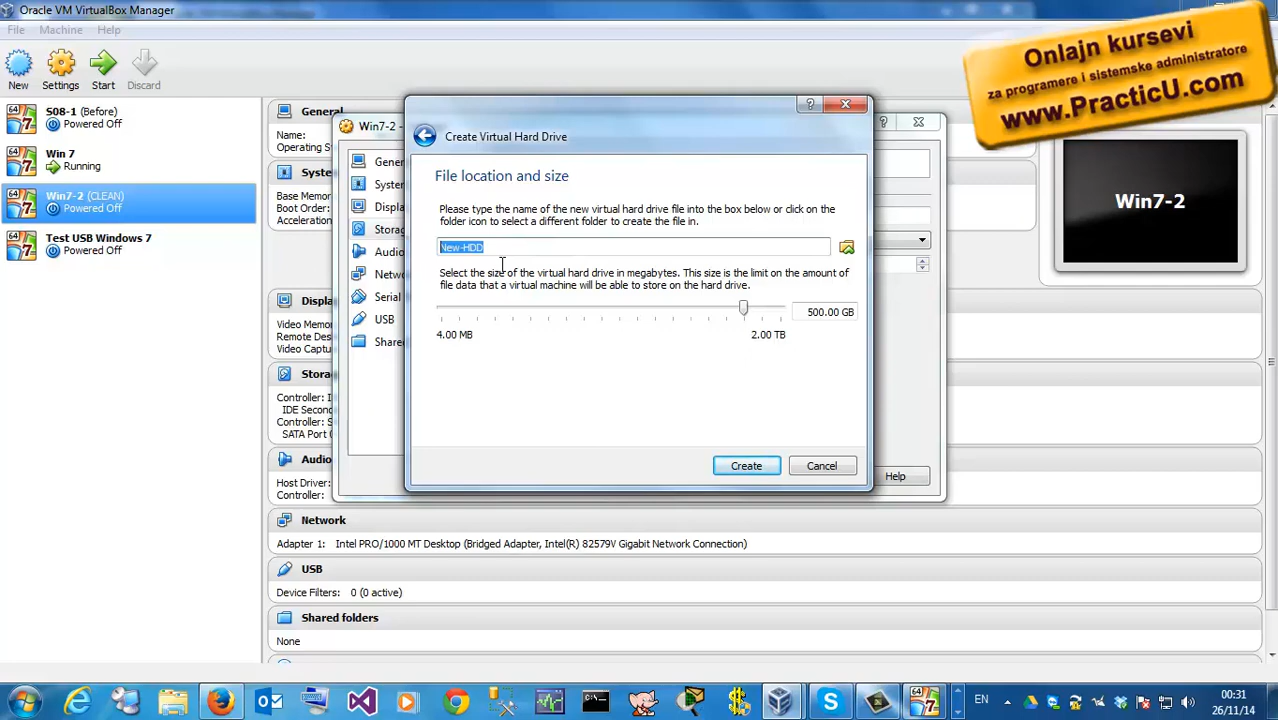 Oracle VM VirtualBox Manager
File Machine Help
New Settings Start Discard
S08-1 (Before)
Powered Off
Win 7
Running
Win7-2 (CLEAN)
Powered Off
Test USB Windows 7
Powered Off
General
Name:
Operating S
Syst
Base Memor
Boot Order:
Acceleration
Displa
Video Memo
Remote Des
Video Captur
Stora
Controller: I
IDE Second
Controller: S
SATA Port (
Audio
Host Driver:
Controller:
Network
Adapter 1: Intel PRO/1000 MT Desktop (Bridged Adapter, Intel(R) 82579V Gigabit Network Connection)
USB
Device Filters: 0 (0 active)
Shared folders
None
Win7-2 -
Gener
System
Displa
Storag
Audio
Netwo
Serial
USB
Shared
Help
Create Virtual Hard Drive
File location and size
Please type the name of the new virtual hard drive file into the box below or click on the
folder icon to select a different folder to create the file in.
New-HDD
Select the size of the virtual hard drive in megabytes. This size is the limit on the amount of
file data that a virtual machine will be able to store on the hard drive.
500.00 GB
4.00 MB 2.00 TB
Create Cancel
Onlajn kursevi
za programere i sistemske administratore
www.PracticU.com
Win7-2
EN
00:31
26/11/14